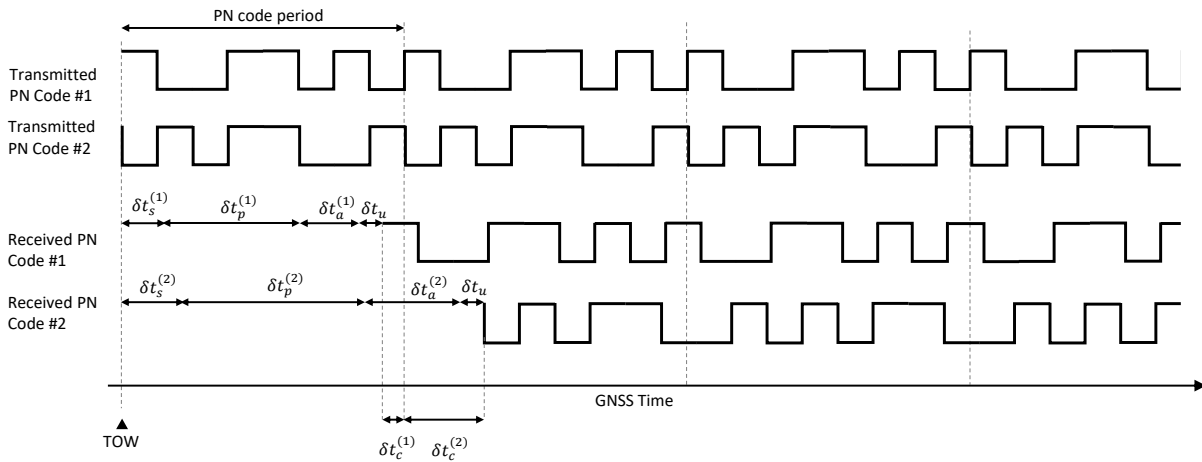 PN code period
Transmitted
PN Code #1
Transmitted
PN Code #2
δt_s^(1) δt_p^(1) δt_a^(1) δt_u
Received PN
Code #1
δt_s^(2) δt_p^(2) δt_a^(2) δt_u
Received PN
Code #2
GNSS Time
TOW
δt_c^(1) δt_c^(2)